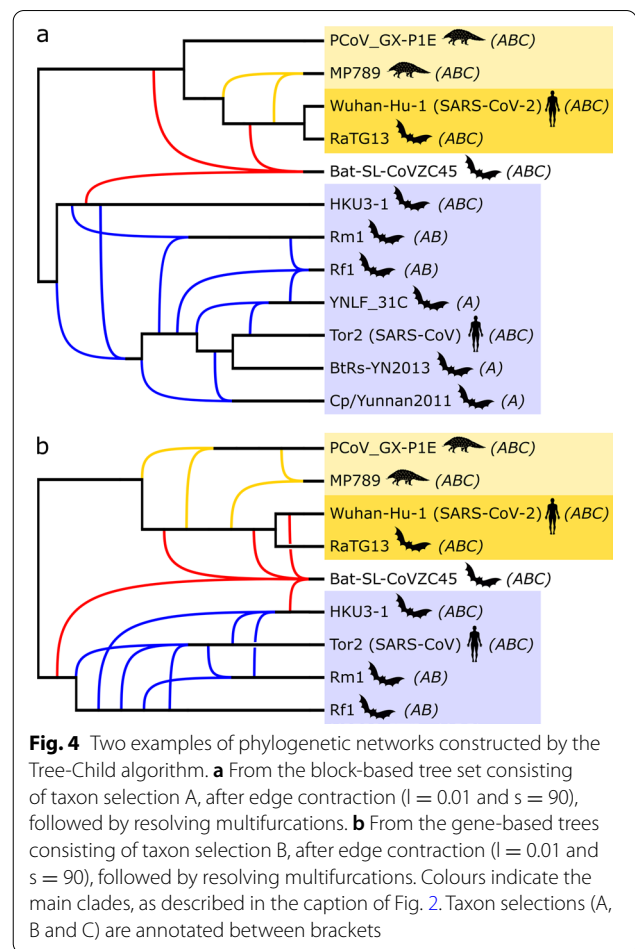 a
PCoV_GX-P1E (ABC)
MP789 (ABC)
Wuhan-Hu-1 (SARS-CoV-2) (ABC)
RaTG13 (ABC)
Bat-SL-CoVZC45 (ABC)
HKU3-1 (ABC)
Rm1 (AB)
Rf1 (AB)
YNLF_31C (A)
Tor2 (SARS-CoV) (ABC)
BtRs-YN2013 (A)
Cp/Yunnan2011 (A)
b
PCoV_GX-P1E (ABC)
MP789 (ABC)
Wuhan-Hu-1 (SARS-CoV-2) (ABC)
RaTG13 (ABC)
Bat-SL-CoVZC45 (ABC)
HKU3-1 (ABC)
Tor2 (SARS-CoV) (ABC)
Rm1 (AB)
Rf1 (AB)
Fig. 4 Two examples of phylogenetic networks constructed by the
Tree-Child algorithm. a From the block-based tree set consisting
of taxon selection A, after edge contraction (l = 0.01 and s = 90),
followed by resolving multifurcations. b From the gene-based trees
consisting of taxon selection B, after edge contraction (l = 0.01 and
s = 90), followed by resolving multifurcations. Colours indicate the
main clades, as described in the caption of Fig. 2. Taxon selections (A,
B and C) are annotated between brackets